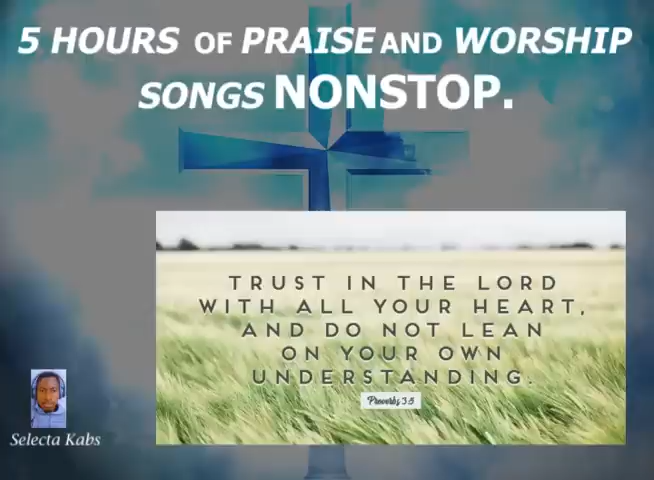 5 HOURS OF PRAISE AND WORSHIP
SONGS NONSTOP.
TRUST IN THE LORD
WITH ALL YOUR HEART,
AND DO NOT LEAN
ON YOUR OWN
UNDERSTANDING.
Proverbs 3:5
Selecta Kabs